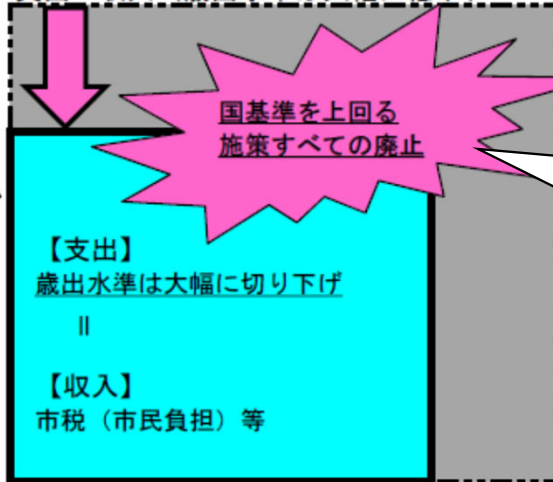 国基準を上回る
施策すべての廃止
【支出】
歳出水準は大幅に切り下げ
॥
【収入】
市税（市民負担）等